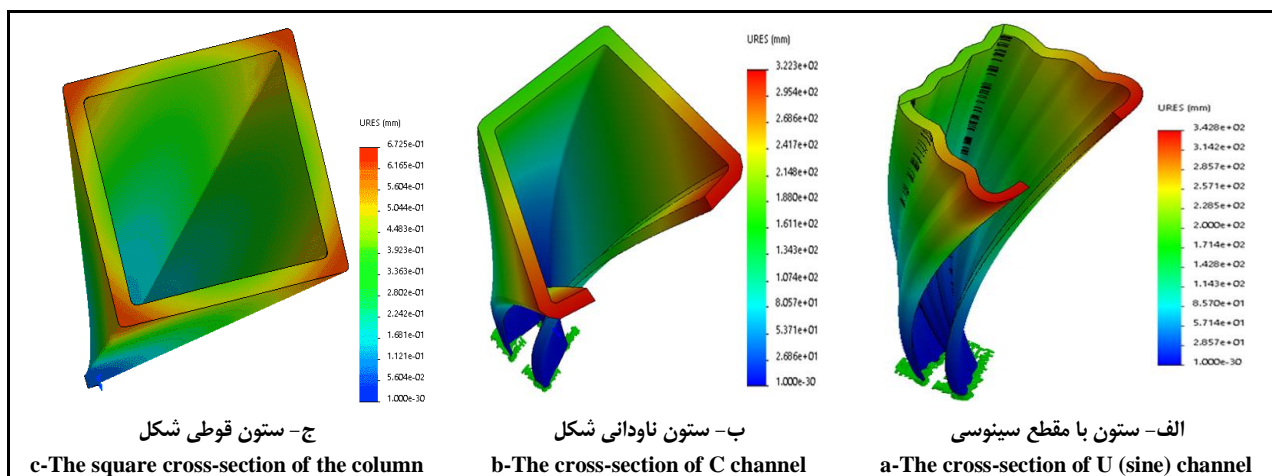 URES (mm)
6.725e-01
6.165e-01
5.604e-01
5.044e-01
4.483e-01
3.923e-01
3.363e-01
2.802e-01
2.242e-01
1.681e-01
1.121e-01
5.604e-02
1.000e-30
ج- ستون قوطی شکل
c-The square cross-section of the column
URES (mm)
3.223e+02
2.954e+02
2.686e+02
2.417e+02
2.148e+02
1.880e+02
1.611e+02
1.343e+02
1.074e+02
8.057e+01
5.371e+01
2.686e+01
1.000e-30
ب- ستون ناودانی شکل
b-The cross-section of C channel
URES (mm)
3.428e+02
3.142e+02
2.857e+02
2.571e+02
2.285e+02
2.000e+02
1.714e+02
1.428e+02
1.143e+02
8.570e+01
5.714e+01
2.857e+01
1.000e-30
الف- ستون با مقطع سینوسی
a-The cross-section of U (sine) channel